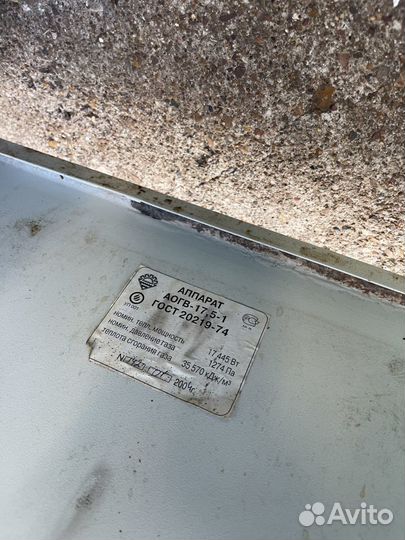 АППАРАТ
АОГВ-17,5-1
ГОСТ 20219-74
номин. тепл. мощность 17 445 Вт
номин. давление газа 1274 Па
теплота сгорания газа 35 570 кДж/м³
2004г.
Avito